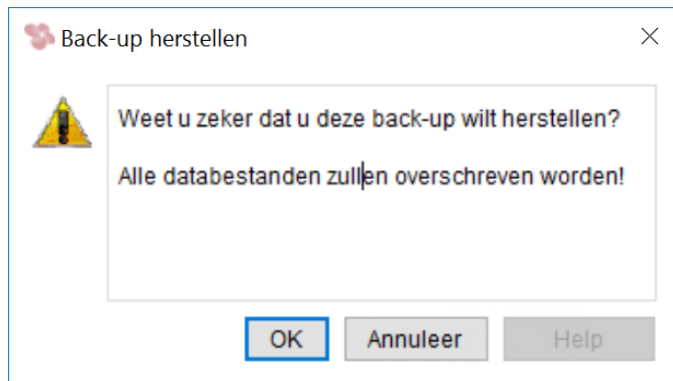 Back-up herstellen
Weet u zeker dat u deze back-up wilt herstellen?
Alle databestanden zullen overschreven worden!
OK
Annuleer
Help